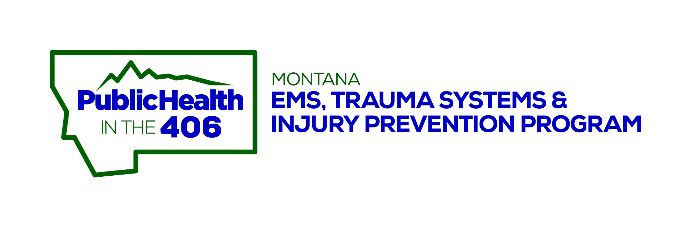 PublicHealth
IN THE 406
MONTANA
EMS, TRAUMA SYSTEMS &
INJURY PREVENTION PROGRAM